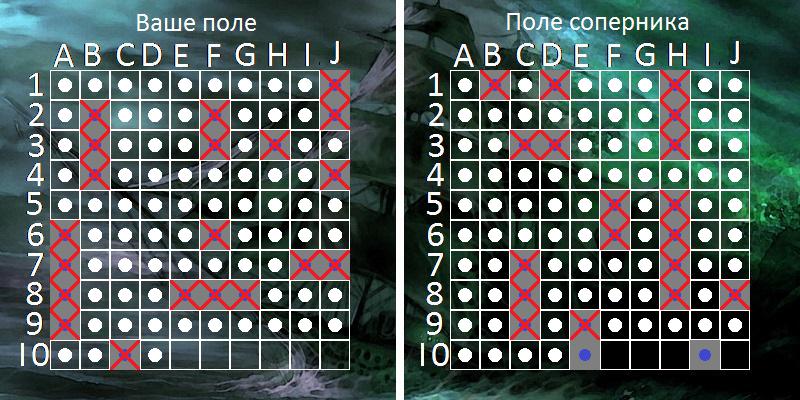 Ваше поле
Поле соперника
A B C D E F G H I J
A B C D E F G H I J
1 1
2 2
3 3
4 4
5 5
6 6
7 7
8 8
9 9
10 10